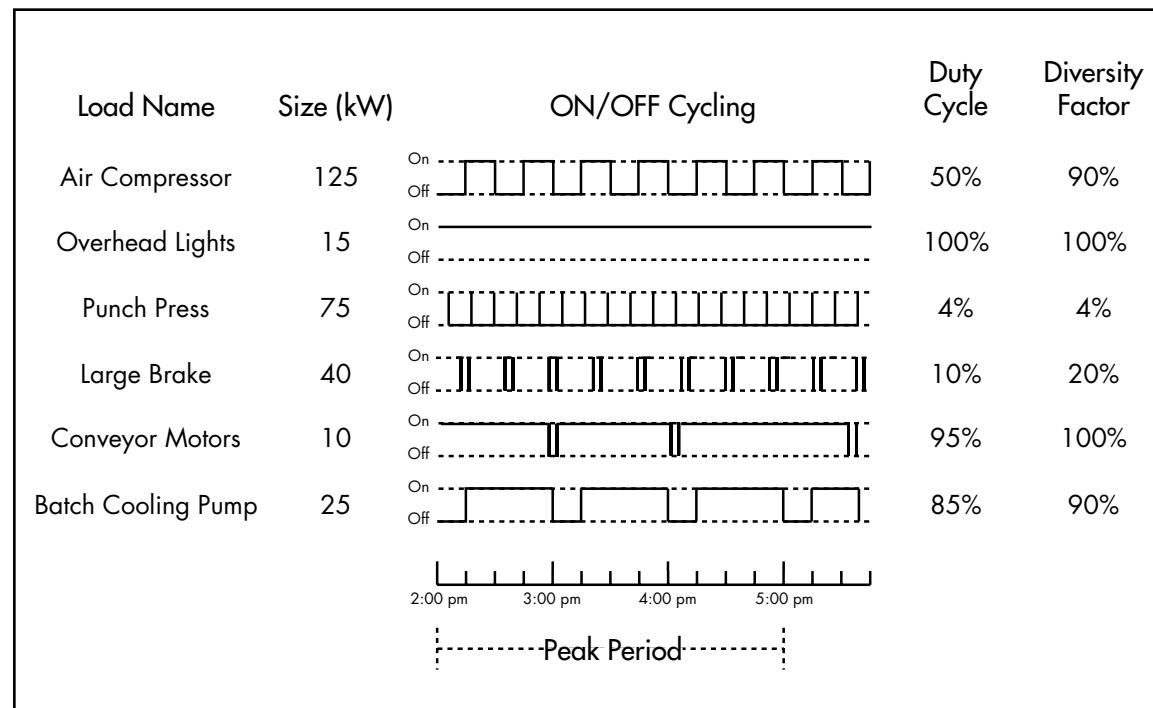 Load Name Size (kW) ON/OFF Cycling Duty Cycle Diversity Factor
Air Compressor 125 On Off 50% 90%
Overhead Lights 15 On Off 100% 100%
Punch Press 75 On Off 4% 4%
Large Brake 40 On Off 10% 20%
Conveyor Motors 10 On Off 95% 100%
Batch Cooling Pump 25 On Off 85% 90%
2:00 pm 3:00 pm 4:00 pm 5:00 pm
Peak Period